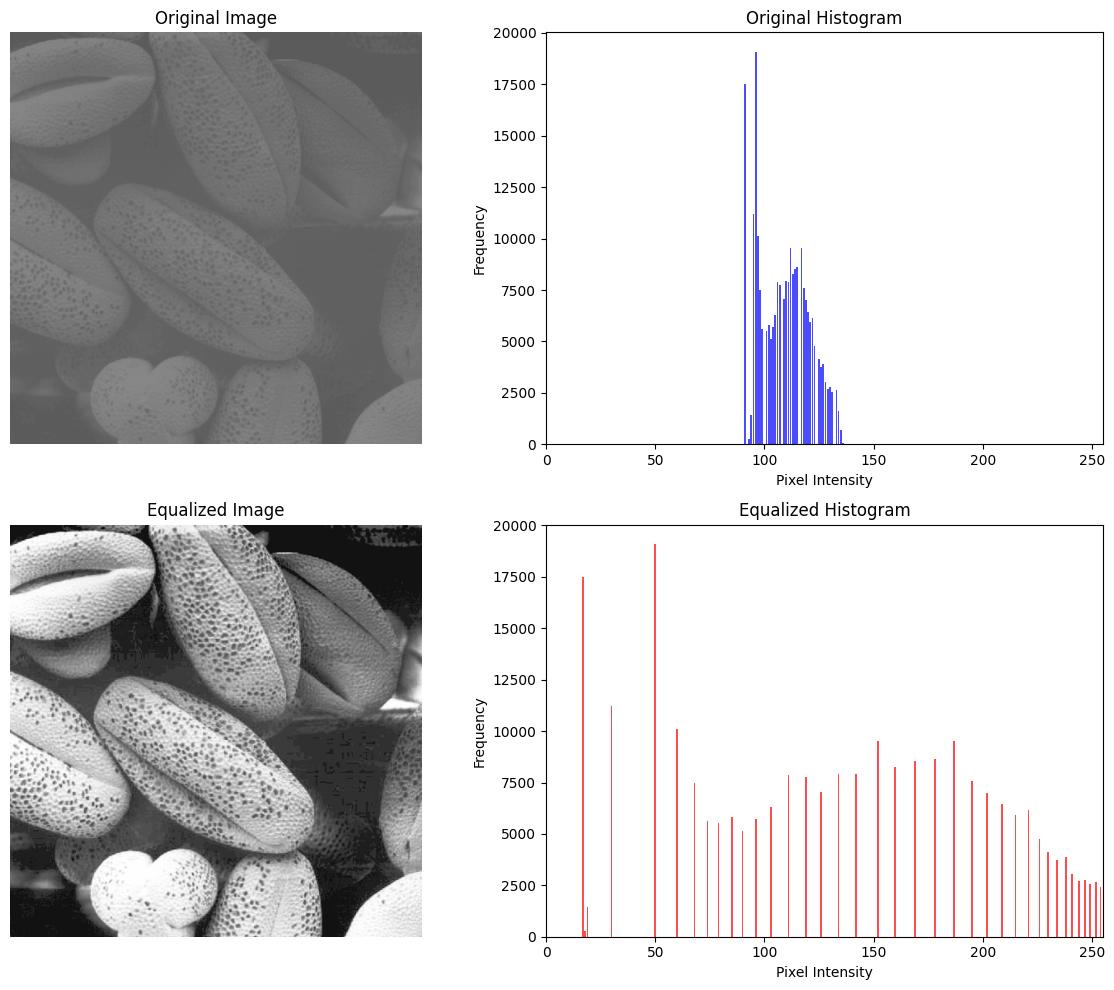 Original Image
Original Histogram
20000
17500
15000
12500
10000
7500
5000
2500
0
Frequency
0 50 100 150 200 250
Pixel Intensity
Equalized Image
Equalized Histogram
20000
17500
15000
12500
10000
7500
5000
2500
0
Frequency
0 50 100 150 200 250
Pixel Intensity